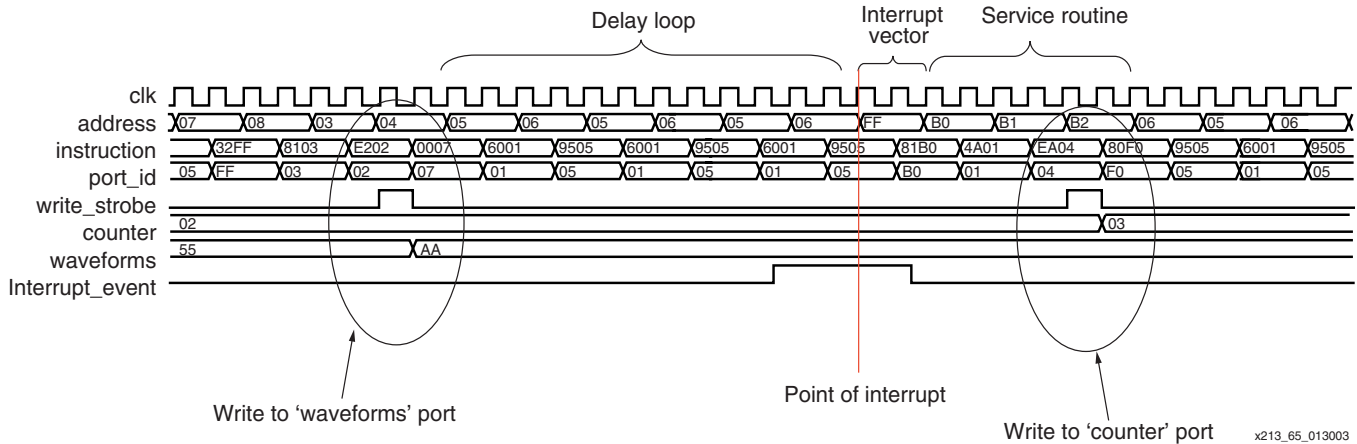 Delay loop
Interrupt
vector
Service routine
clk
address 07 08 03 04 05 06 05 06 05 06 FF B0 B1 B2 06 05 06
instruction 32FF 8103 E202 0007 6001 9505 6001 9505 6001 9505 81B0 4A01 EA04 80F0 9505 6001 9505
port_id 05 FF 03 02 07 01 05 01 05 01 05 B0 01 04 F0 05 01 05
write_strobe
counter 02 03
waveforms 55 AA
Interrupt_event
Point of interrupt
Write to ‘waveforms’ port
Write to ‘counter’ port
x213_65_013003